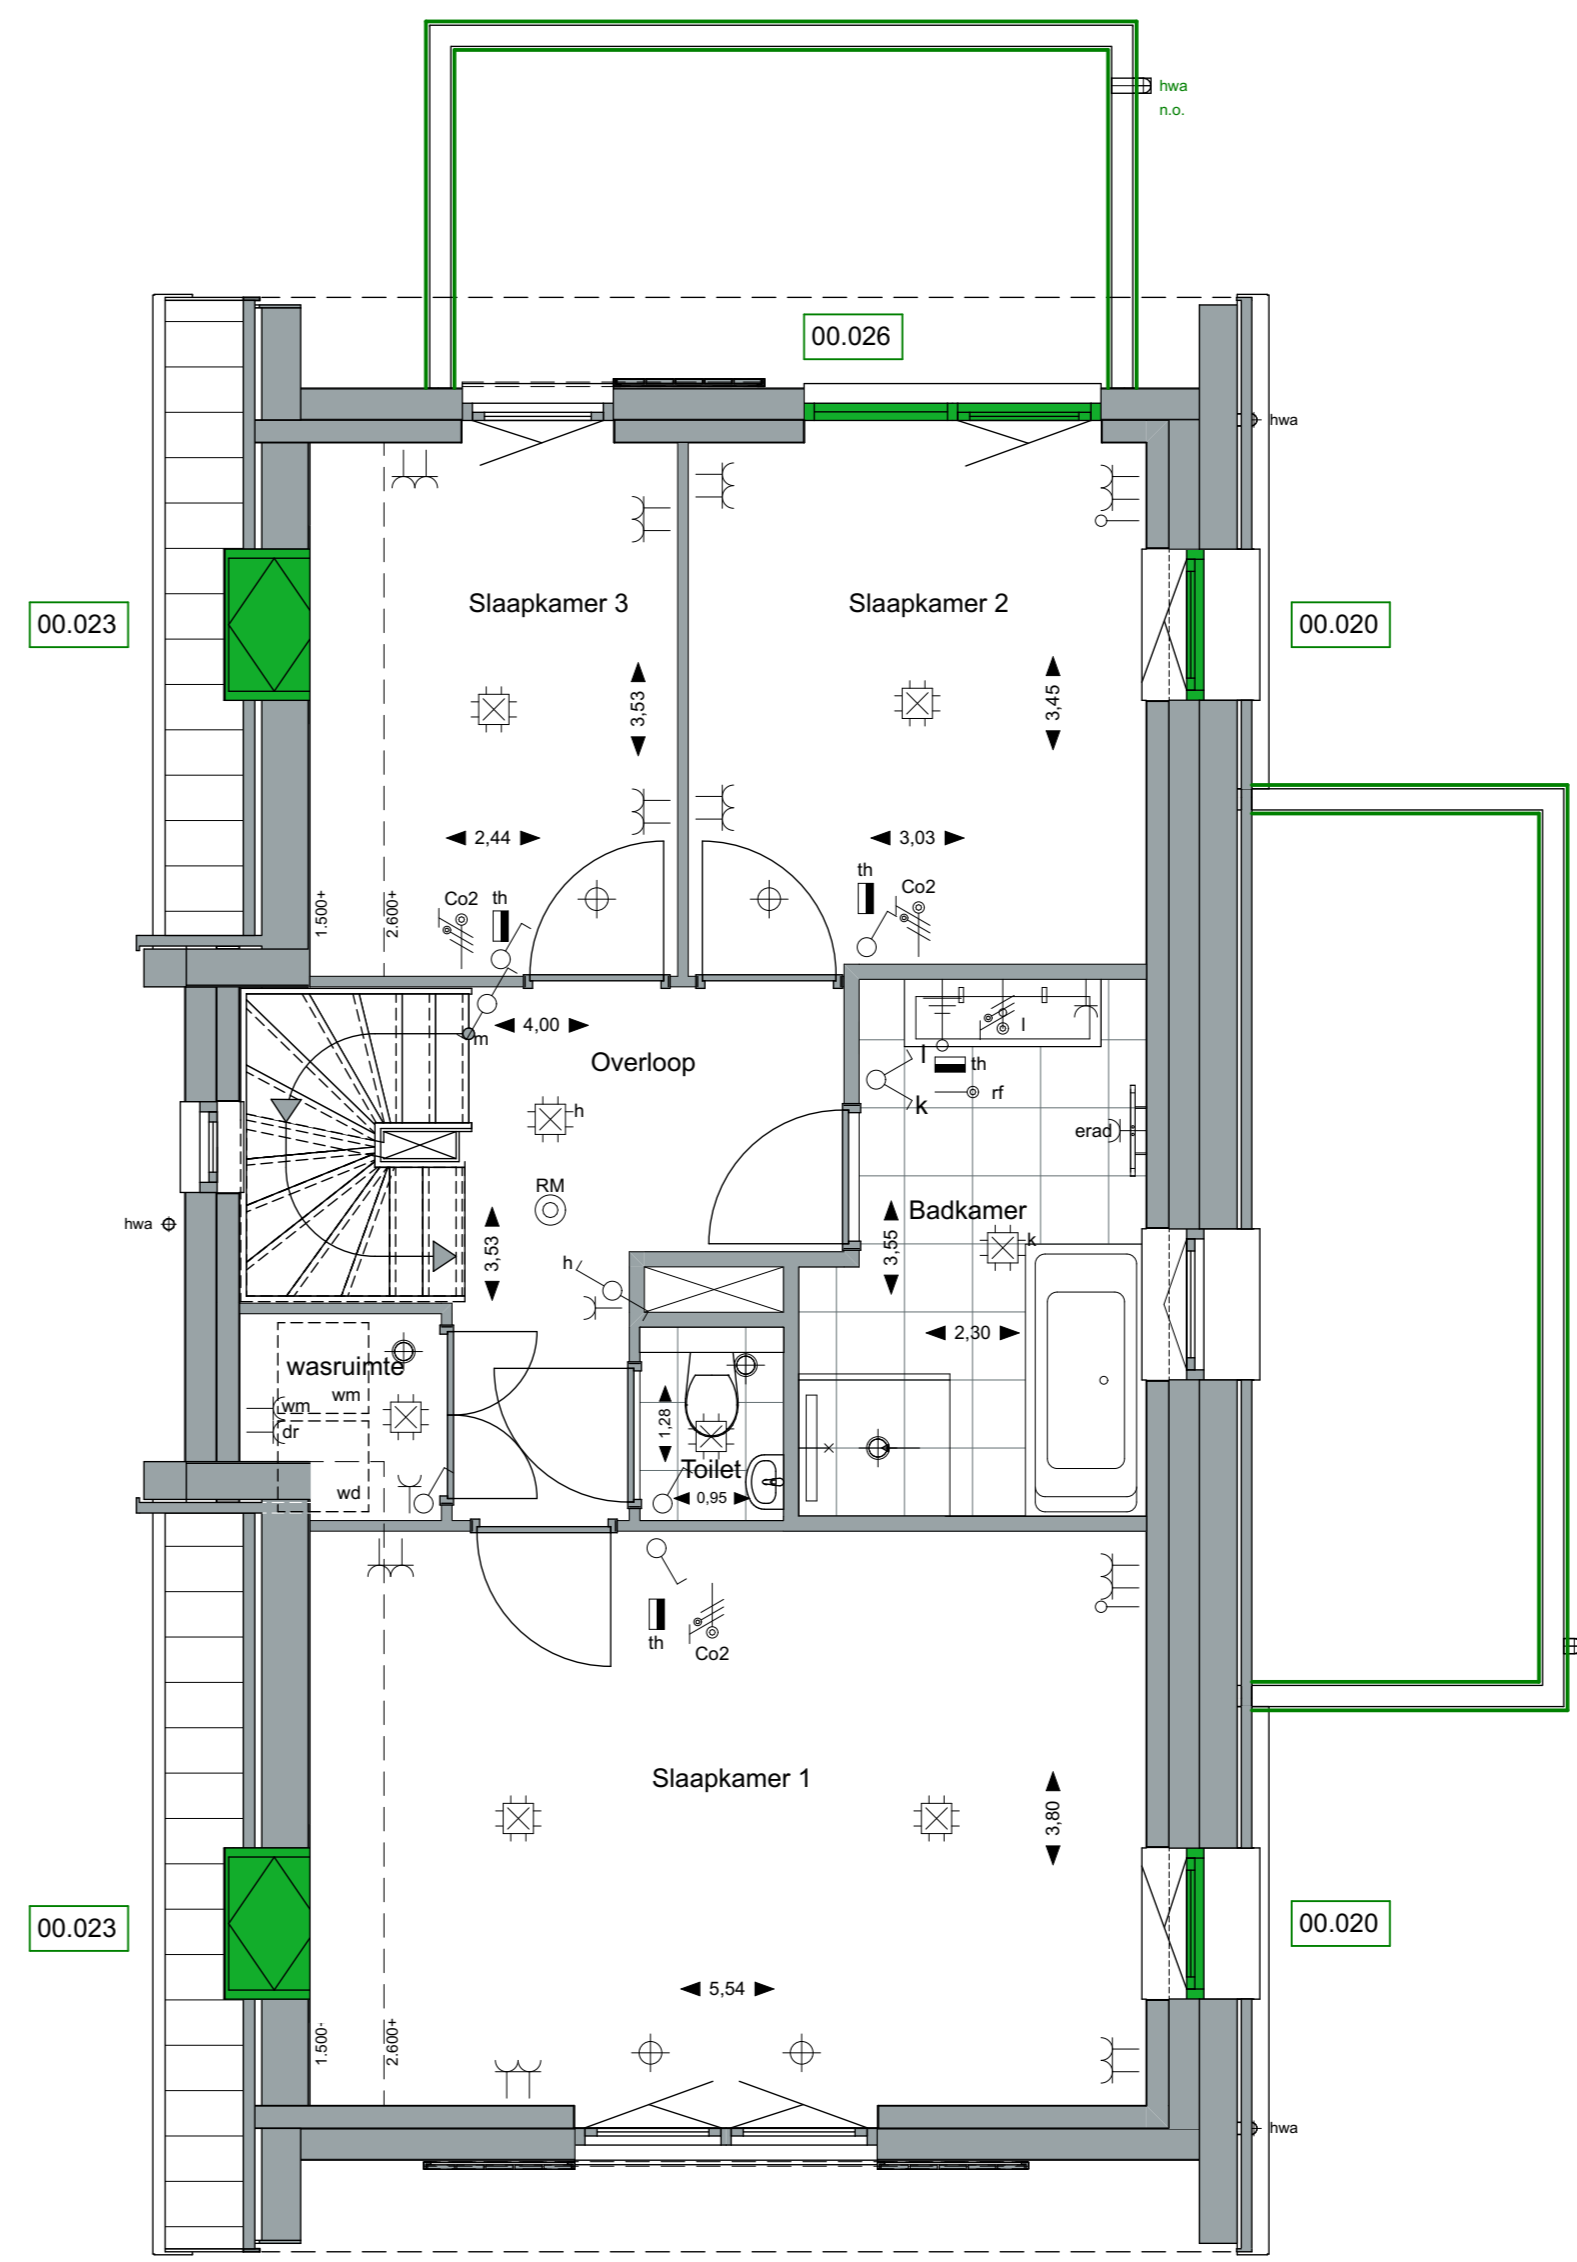 hwa
n.o.
00.026
hwa
00.023
Slaapkamer 3
Slaapkamer 2
00.020
3,53
3,45
2,44
3,03
1.500+
2.600+
Co2
th
th
Co2
m
4,00
Overloop
l
l
th
k
rf
h
erad
RM
Badkamer
hwa
3,53
3,55
k
h
2,30
wasruimte
wm
wm
dr
1,28
Toilet
wd
0,95
th
Co2
Slaapkamer 1
3,80
00.023
00.020
5,54
1.500-
2.600+
hwa